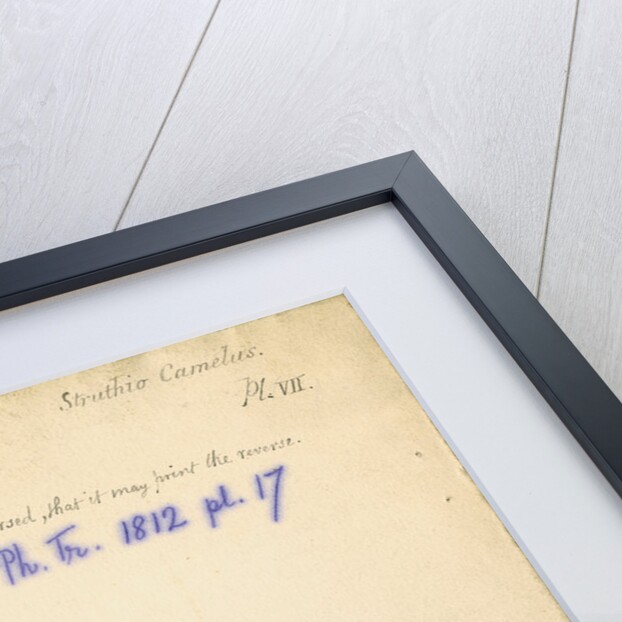 Struthio Camelus.
Pl. VII.
rsed, that it may print the reverse.
Ph. Tr. 1812 pl. 17